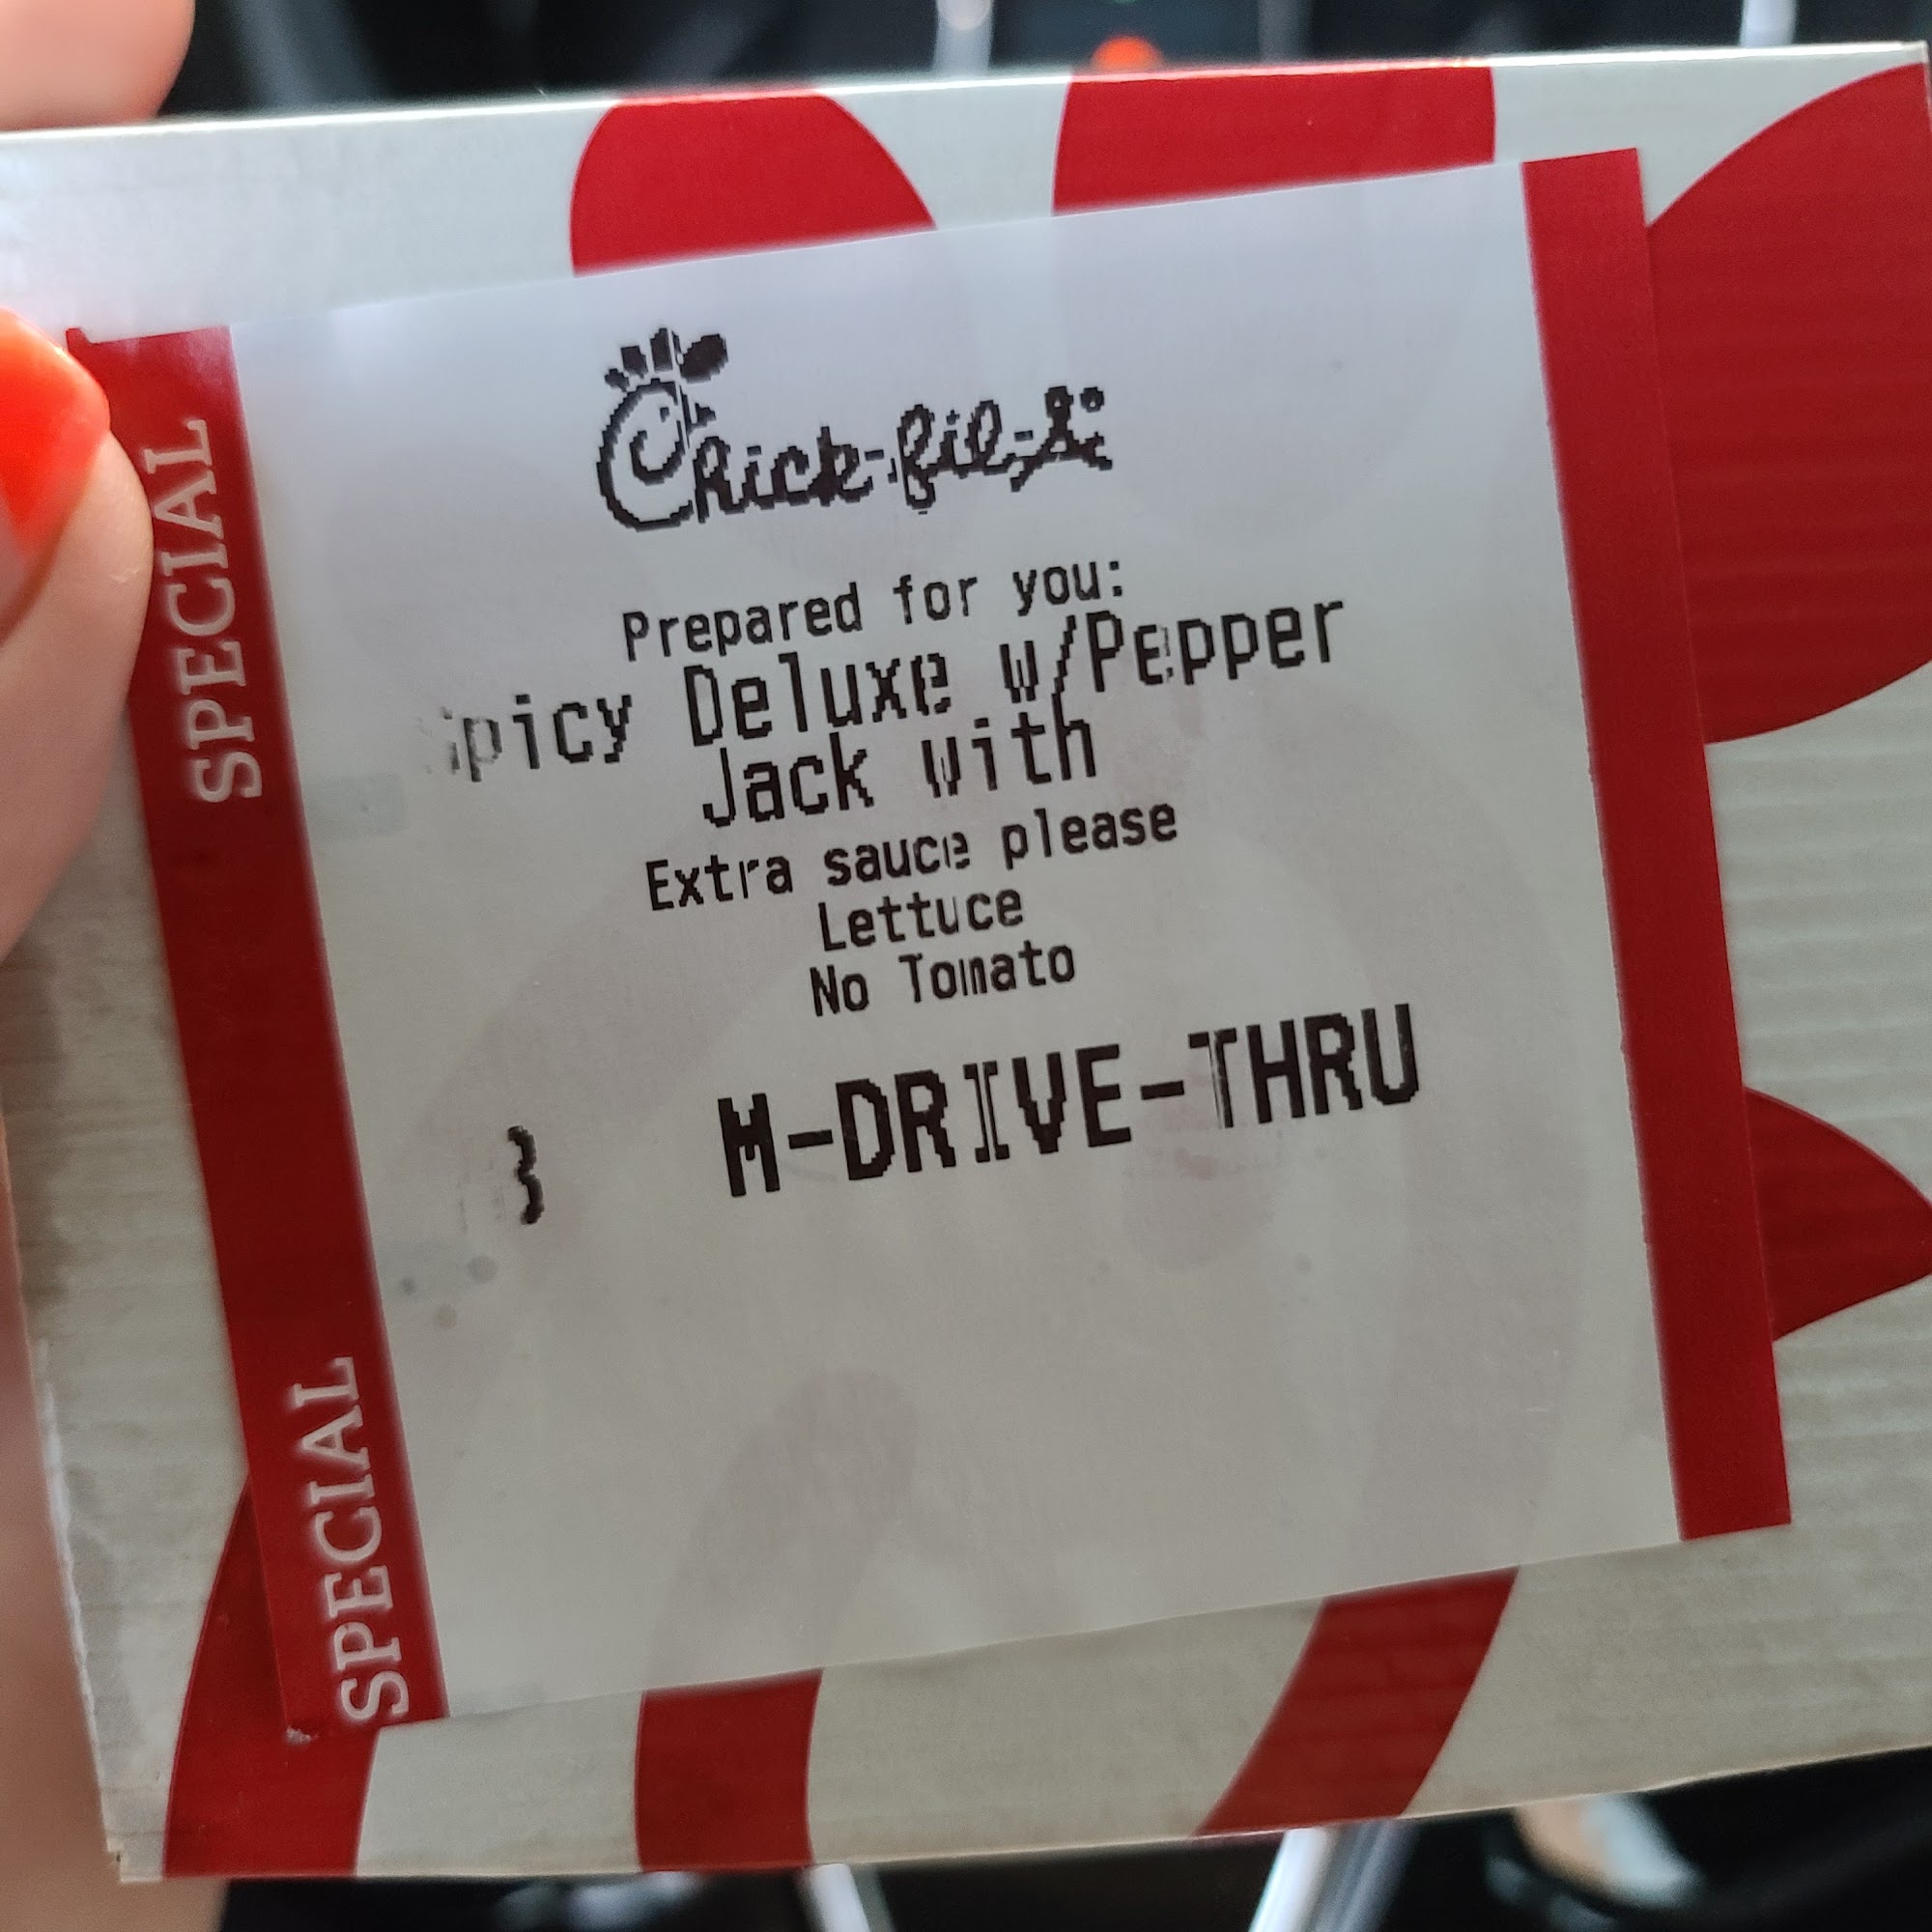 Chick-fil-A
Prepared for you:
Spicy Deluxe w/Pepper
Jack with
Extra sauce please
Lettuce
No Tomato
M-DRIVE-THRU
SPECIAL
SPECIAL